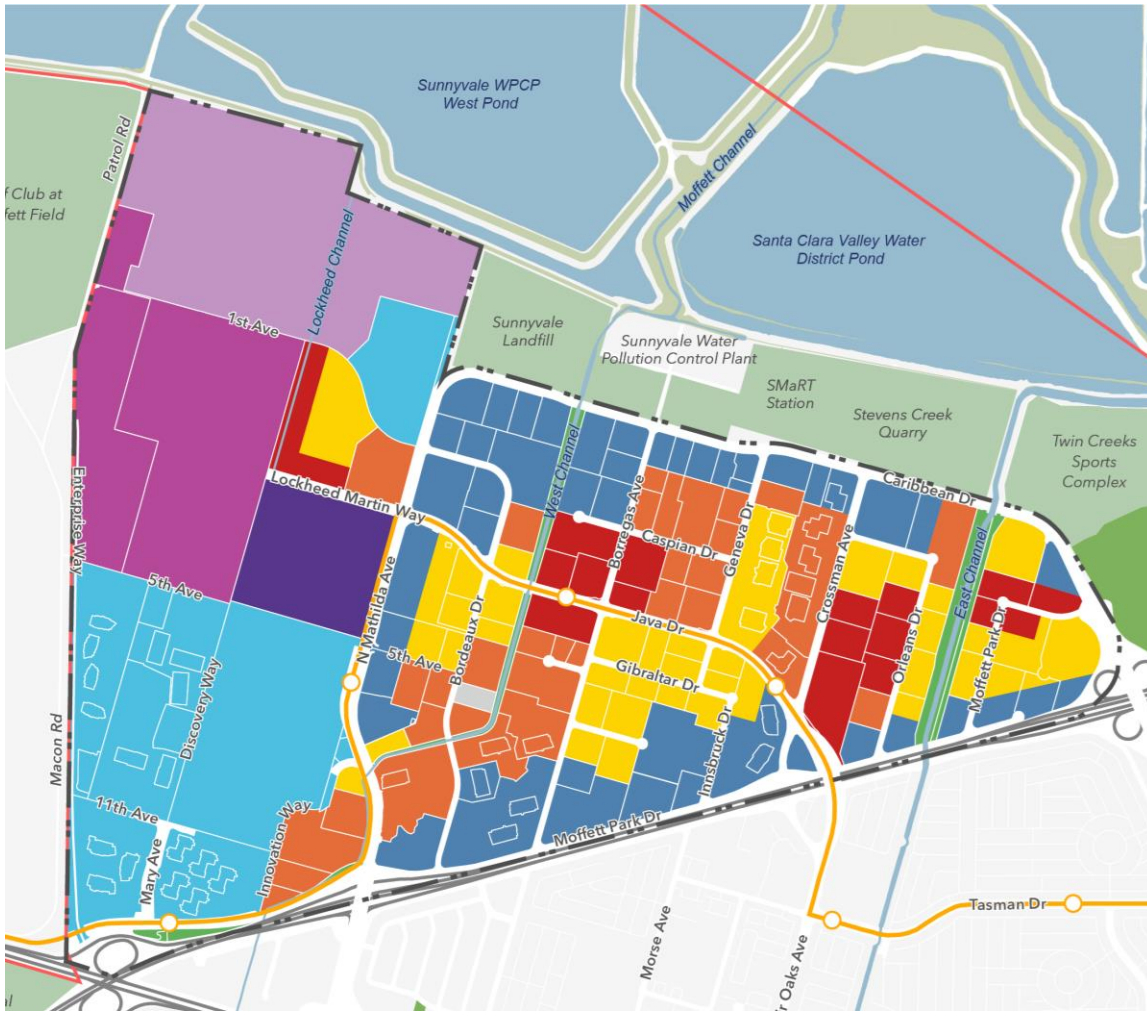 Sunnyvale WPCP
West Pond
Patrol Rd
Moffett Channel
f Club at
fett Field
Lockheed Channel
Santa Clara Valley Water
District Pond
1st Ave
Sunnyvale
Landfill
Sunnyvale Water
Pollution Control Plant
SMaRT
Station
Stevens Creek
Quarry
Twin Creeks
Sports
Complex
West Channel
Caribbean Dr
Enterprise Way
Lockheed Martin Way
Borregas Ave
Caspian Dr
Geneva Dr
Crossman Ave
East Channel
5th Ave
N Mathilda Ave
Bordeaux Dr
Java Dr
Orleans Dr
Moffett Park Dr
5th Ave
Gibraltar Dr
Discovery Way
Macon Rd
Innsbruck Dr
11th Ave
Mary Ave
Innovation Way
Moffett Park Dr
Morse Ave
r Oaks Ave
Tasman Dr
al